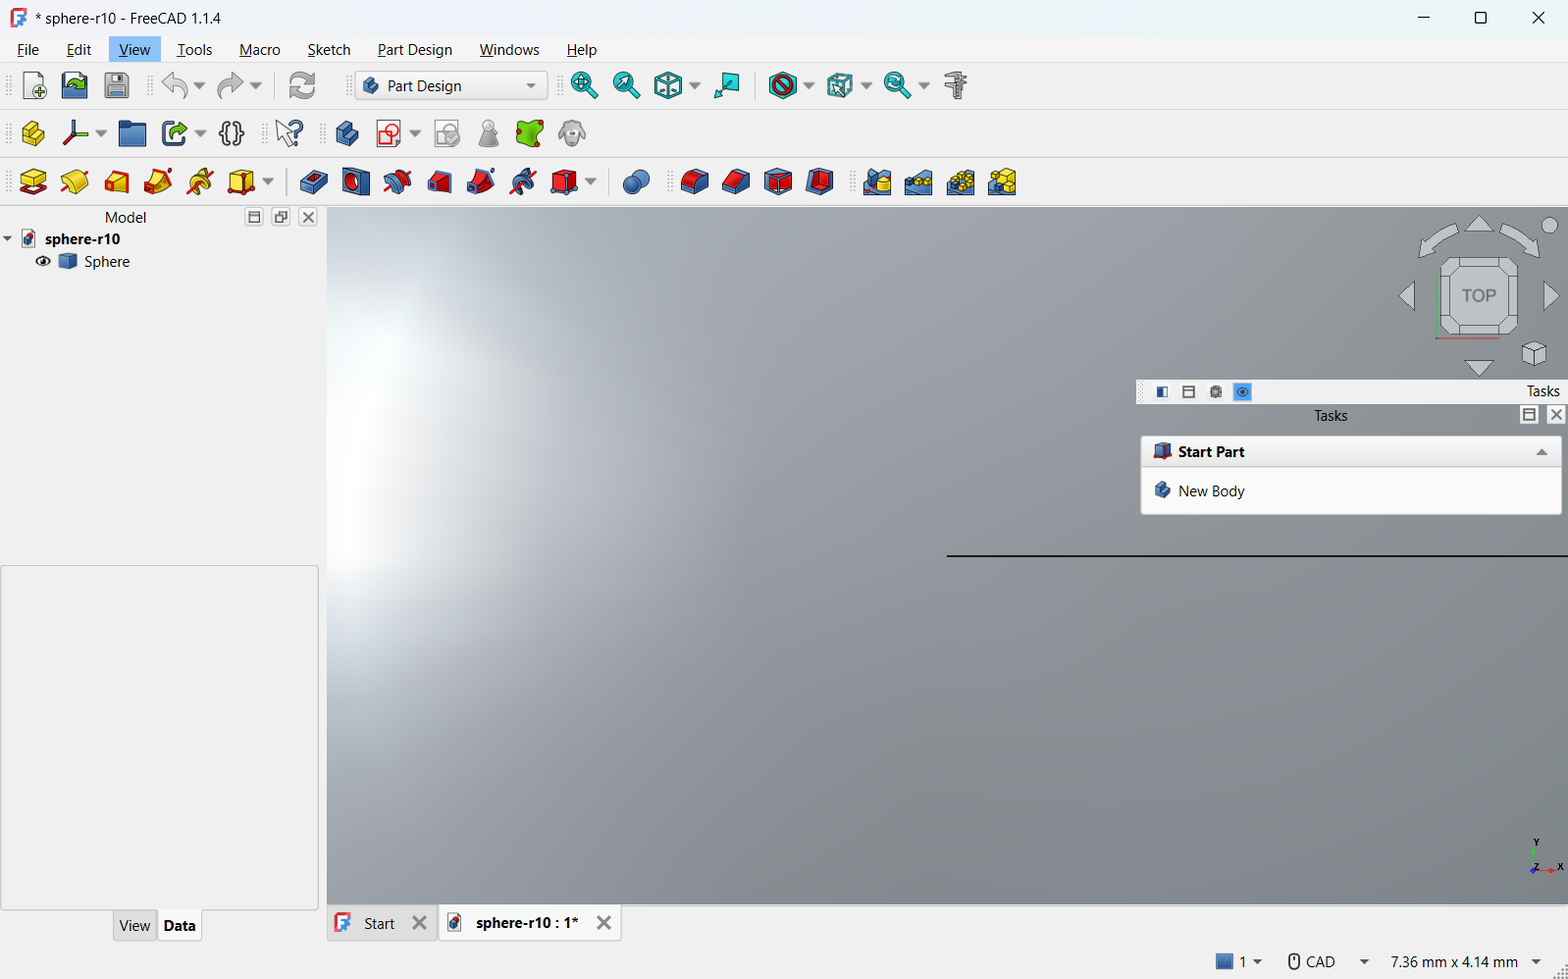 * sphere-r10 - FreeCAD 1.1.4
File Edit View Tools Macro Sketch Part Design Windows Help
Part Design
Model
sphere-r10
Sphere
TOP
Tasks
Tasks
Start Part
New Body
Y
Z X
View Data
Start sphere-r10 : 1*
1 CAD 7.36 mm x 4.14 mm